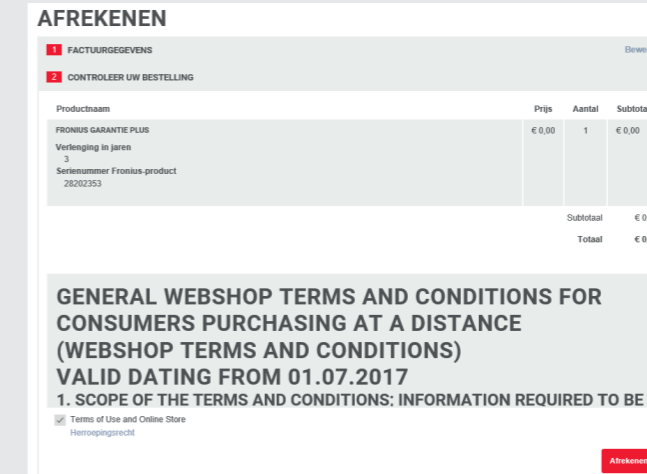 AFREKENEN
1 FACTUURGEGEVENS
2 CONTROLEER UW BESTELLING
Productnaam Prijs Aantal
FRONIUS GARANTIE PLUS € 0,00 1 € 0,00
Verlenging in jaren
3
Serienummer Fronius-product
28202353
Subtotaal
Totaal
GENERAL WEBSHOP TERMS AND CONDITIONS FOR
CONSUMERS PURCHASING AT A DISTANCE
(WEBSHOP TERMS AND CONDITIONS)
VALID DATING FROM 01.07.2017
1. SCOPE OF THE TERMS AND CONDITIONS; INFORMATION REQUIRED TO BE
Terms of Use and Online Store
Herroepingsrecht
Afrekenen